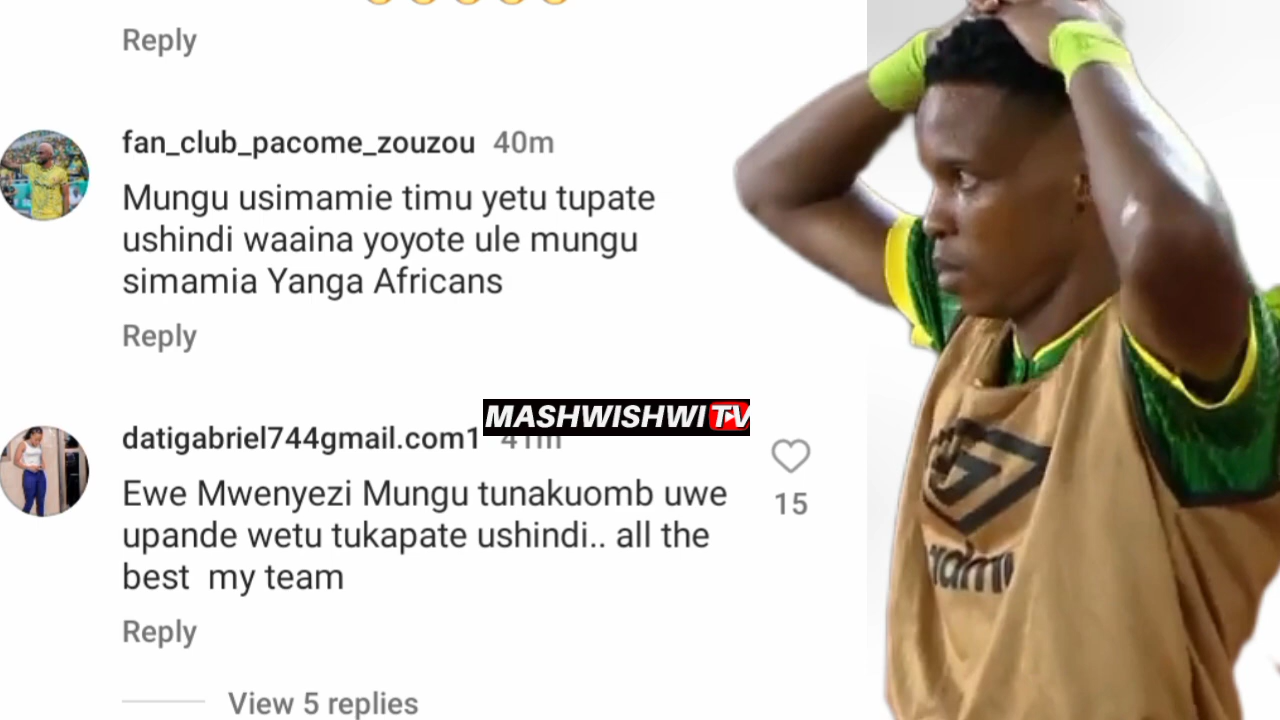 Reply
fan_club_pacome_zouzou 40m
Mungu usimamie timu yetu tupate
ushindi waaina yoyote ule mungu
simamia Yanga Africans
Reply
MASHWISHWI TV
datigabriel744gmail.com1 41m
15
Ewe Mwenyezi Mungu tunakuomb uwe
upande wetu tukapate ushindi.. all the
best my team
Reply
View 5 replies